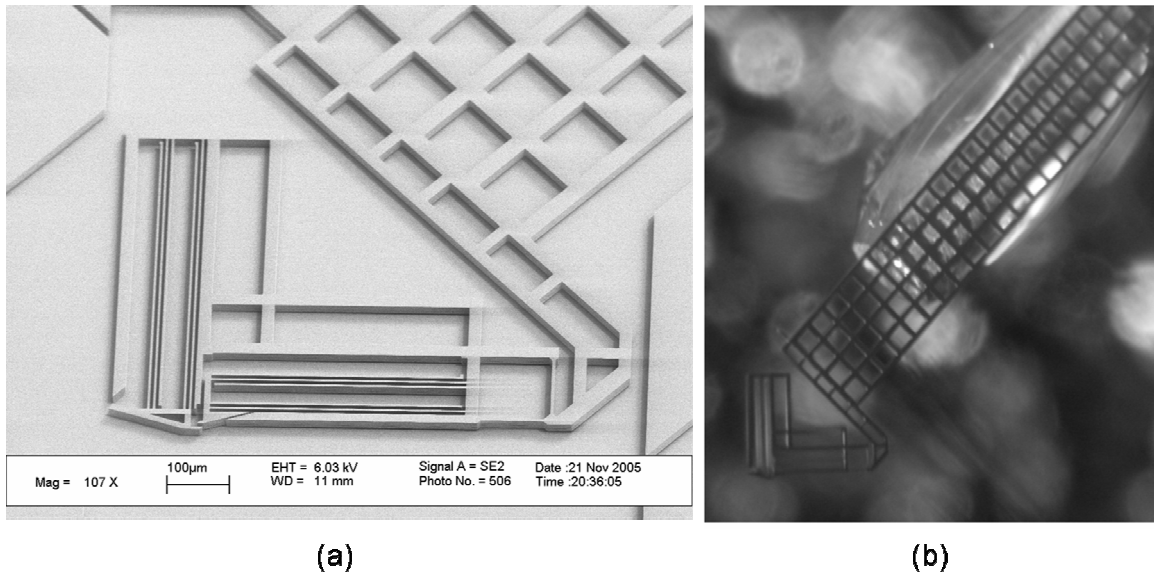 100µm
Mag = 107 X
EHT = 6.03 kV
WD = 11 mm
Signal A = SE2
Photo No. = 506
Date :21 Nov 2005
Time :20:36:05
(a)
(b)